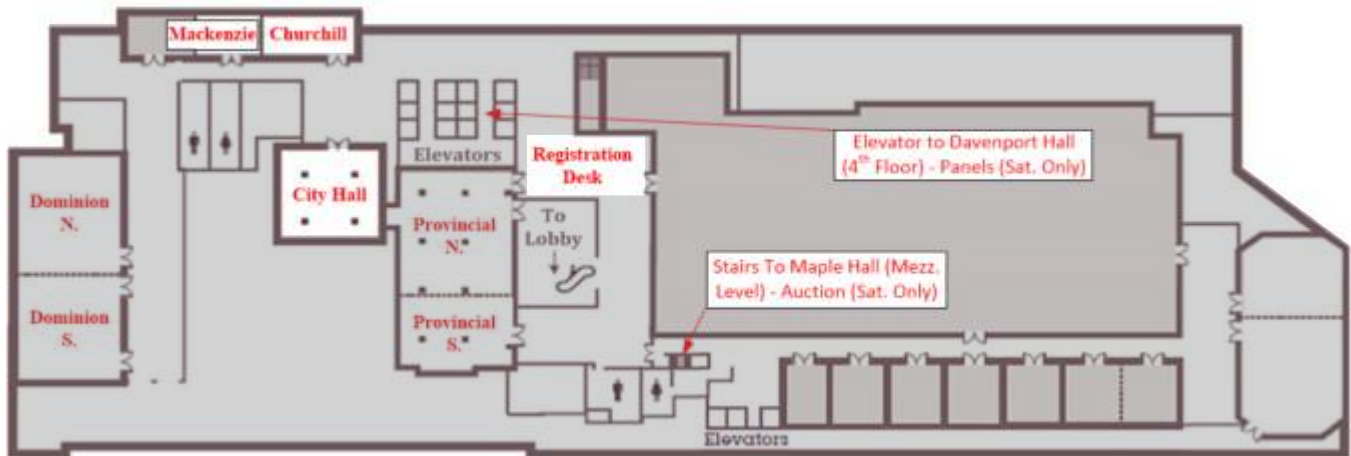 Mackenzie
Churchill
Elevators
Registration
Desk
Elevator to Davenport Hall
(4th Floor) - Panels (Sat. Only)
City Hall
Dominion
N.
Provincial
N.
To
Lobby
Stairs To Maple Hall (Mezz.
Level) - Auction (Sat. Only)
Dominion
S.
Provincial
S.
Elevators